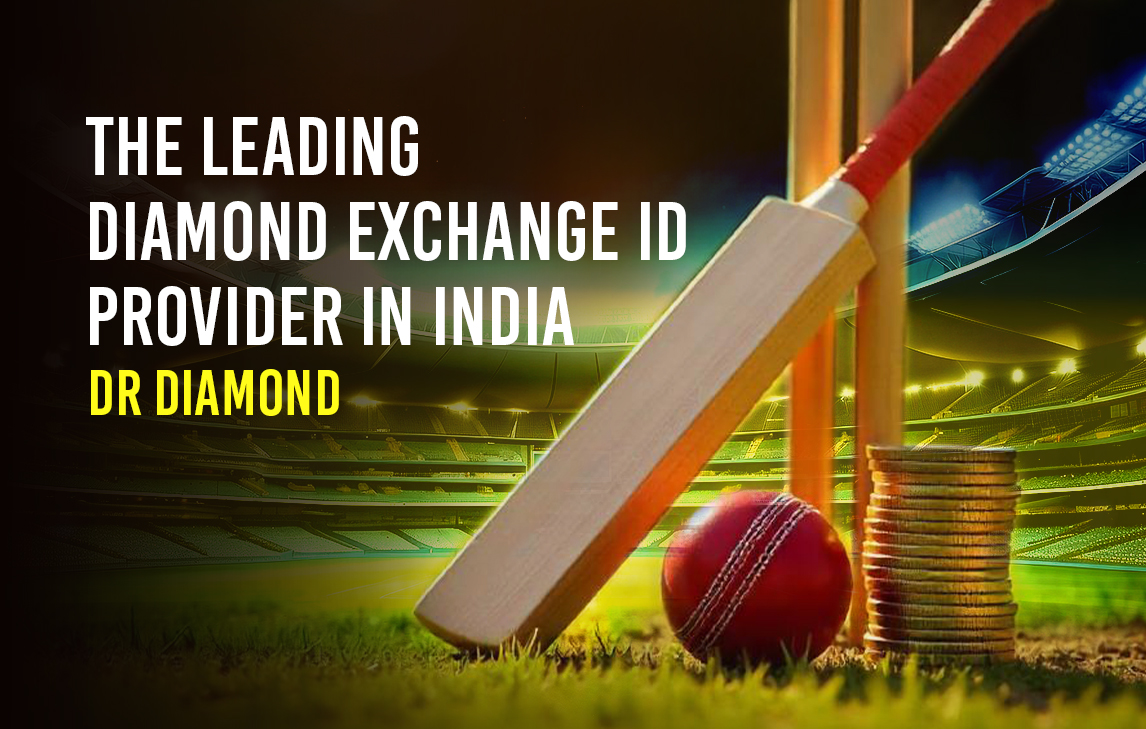 THE LEADING
DIAMOND EXCHANGE ID
PROVIDER IN INDIA
DR DIAMOND